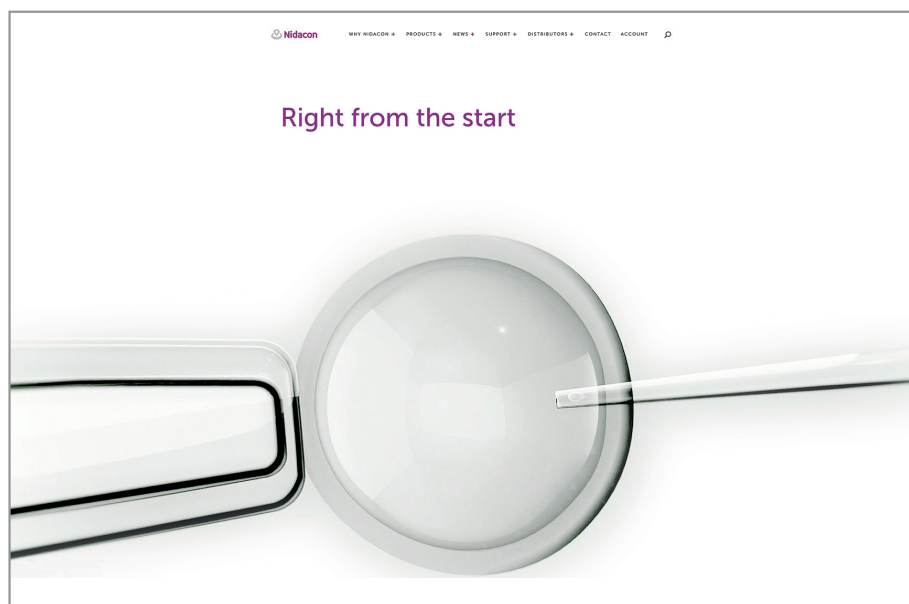 Nidacon WHY NIDACON + PRODUCTS + NEWS + SUPPORT + DISTRIBUTORS + CONTACT ACCOUNT
Right from the start